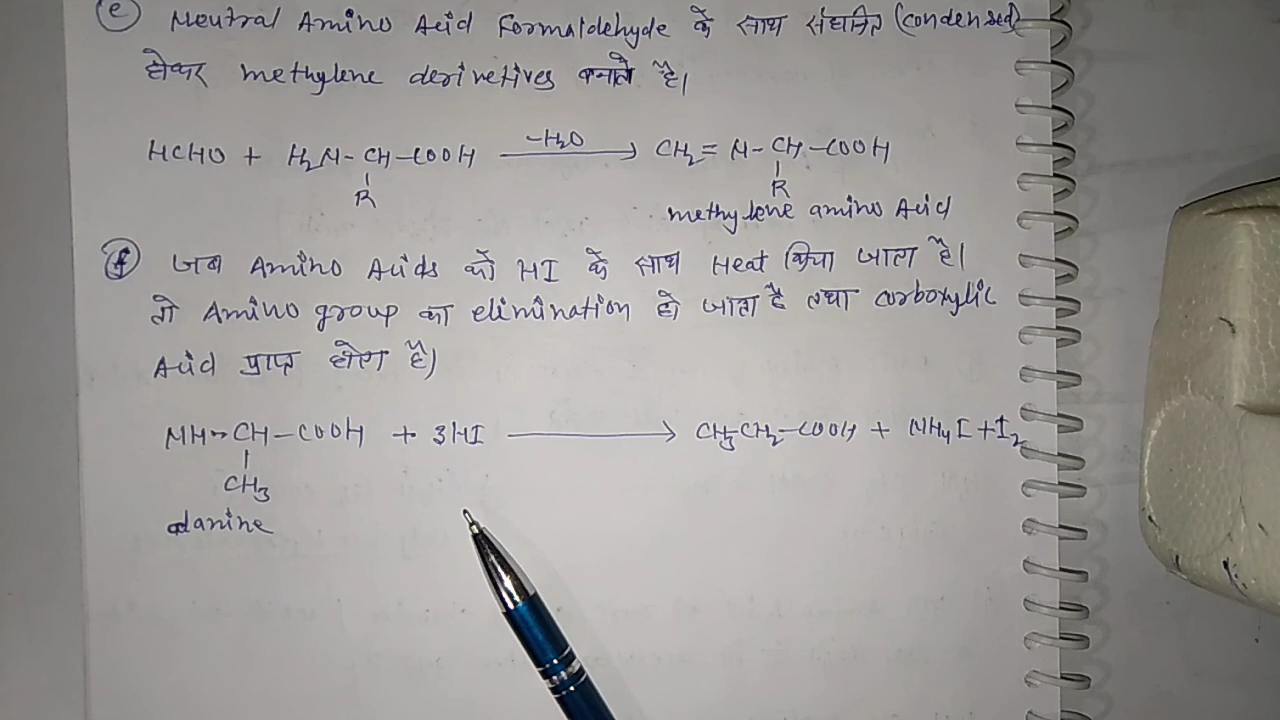 (e) Neutral Amino Acid Formaldehyde के साथ संघनित (condensed)
होकर methylene derivetives बनाते है।
HCHO + H₂N-CH-COOH —–H₂O→ CH₂=N-CH-COOH
R R
methylene amino Acid
(f) जब Amino Acids को HI के साथ Heat किया जाता है।
तो Amino group का elimination हो जाता है तथा carboxylic
Acid प्राप्त होता है।
NH₂-CH-COOH + 3HI ———→ CH₃CH₂-COOH + NH₄I + I₂
CH₃
alanine